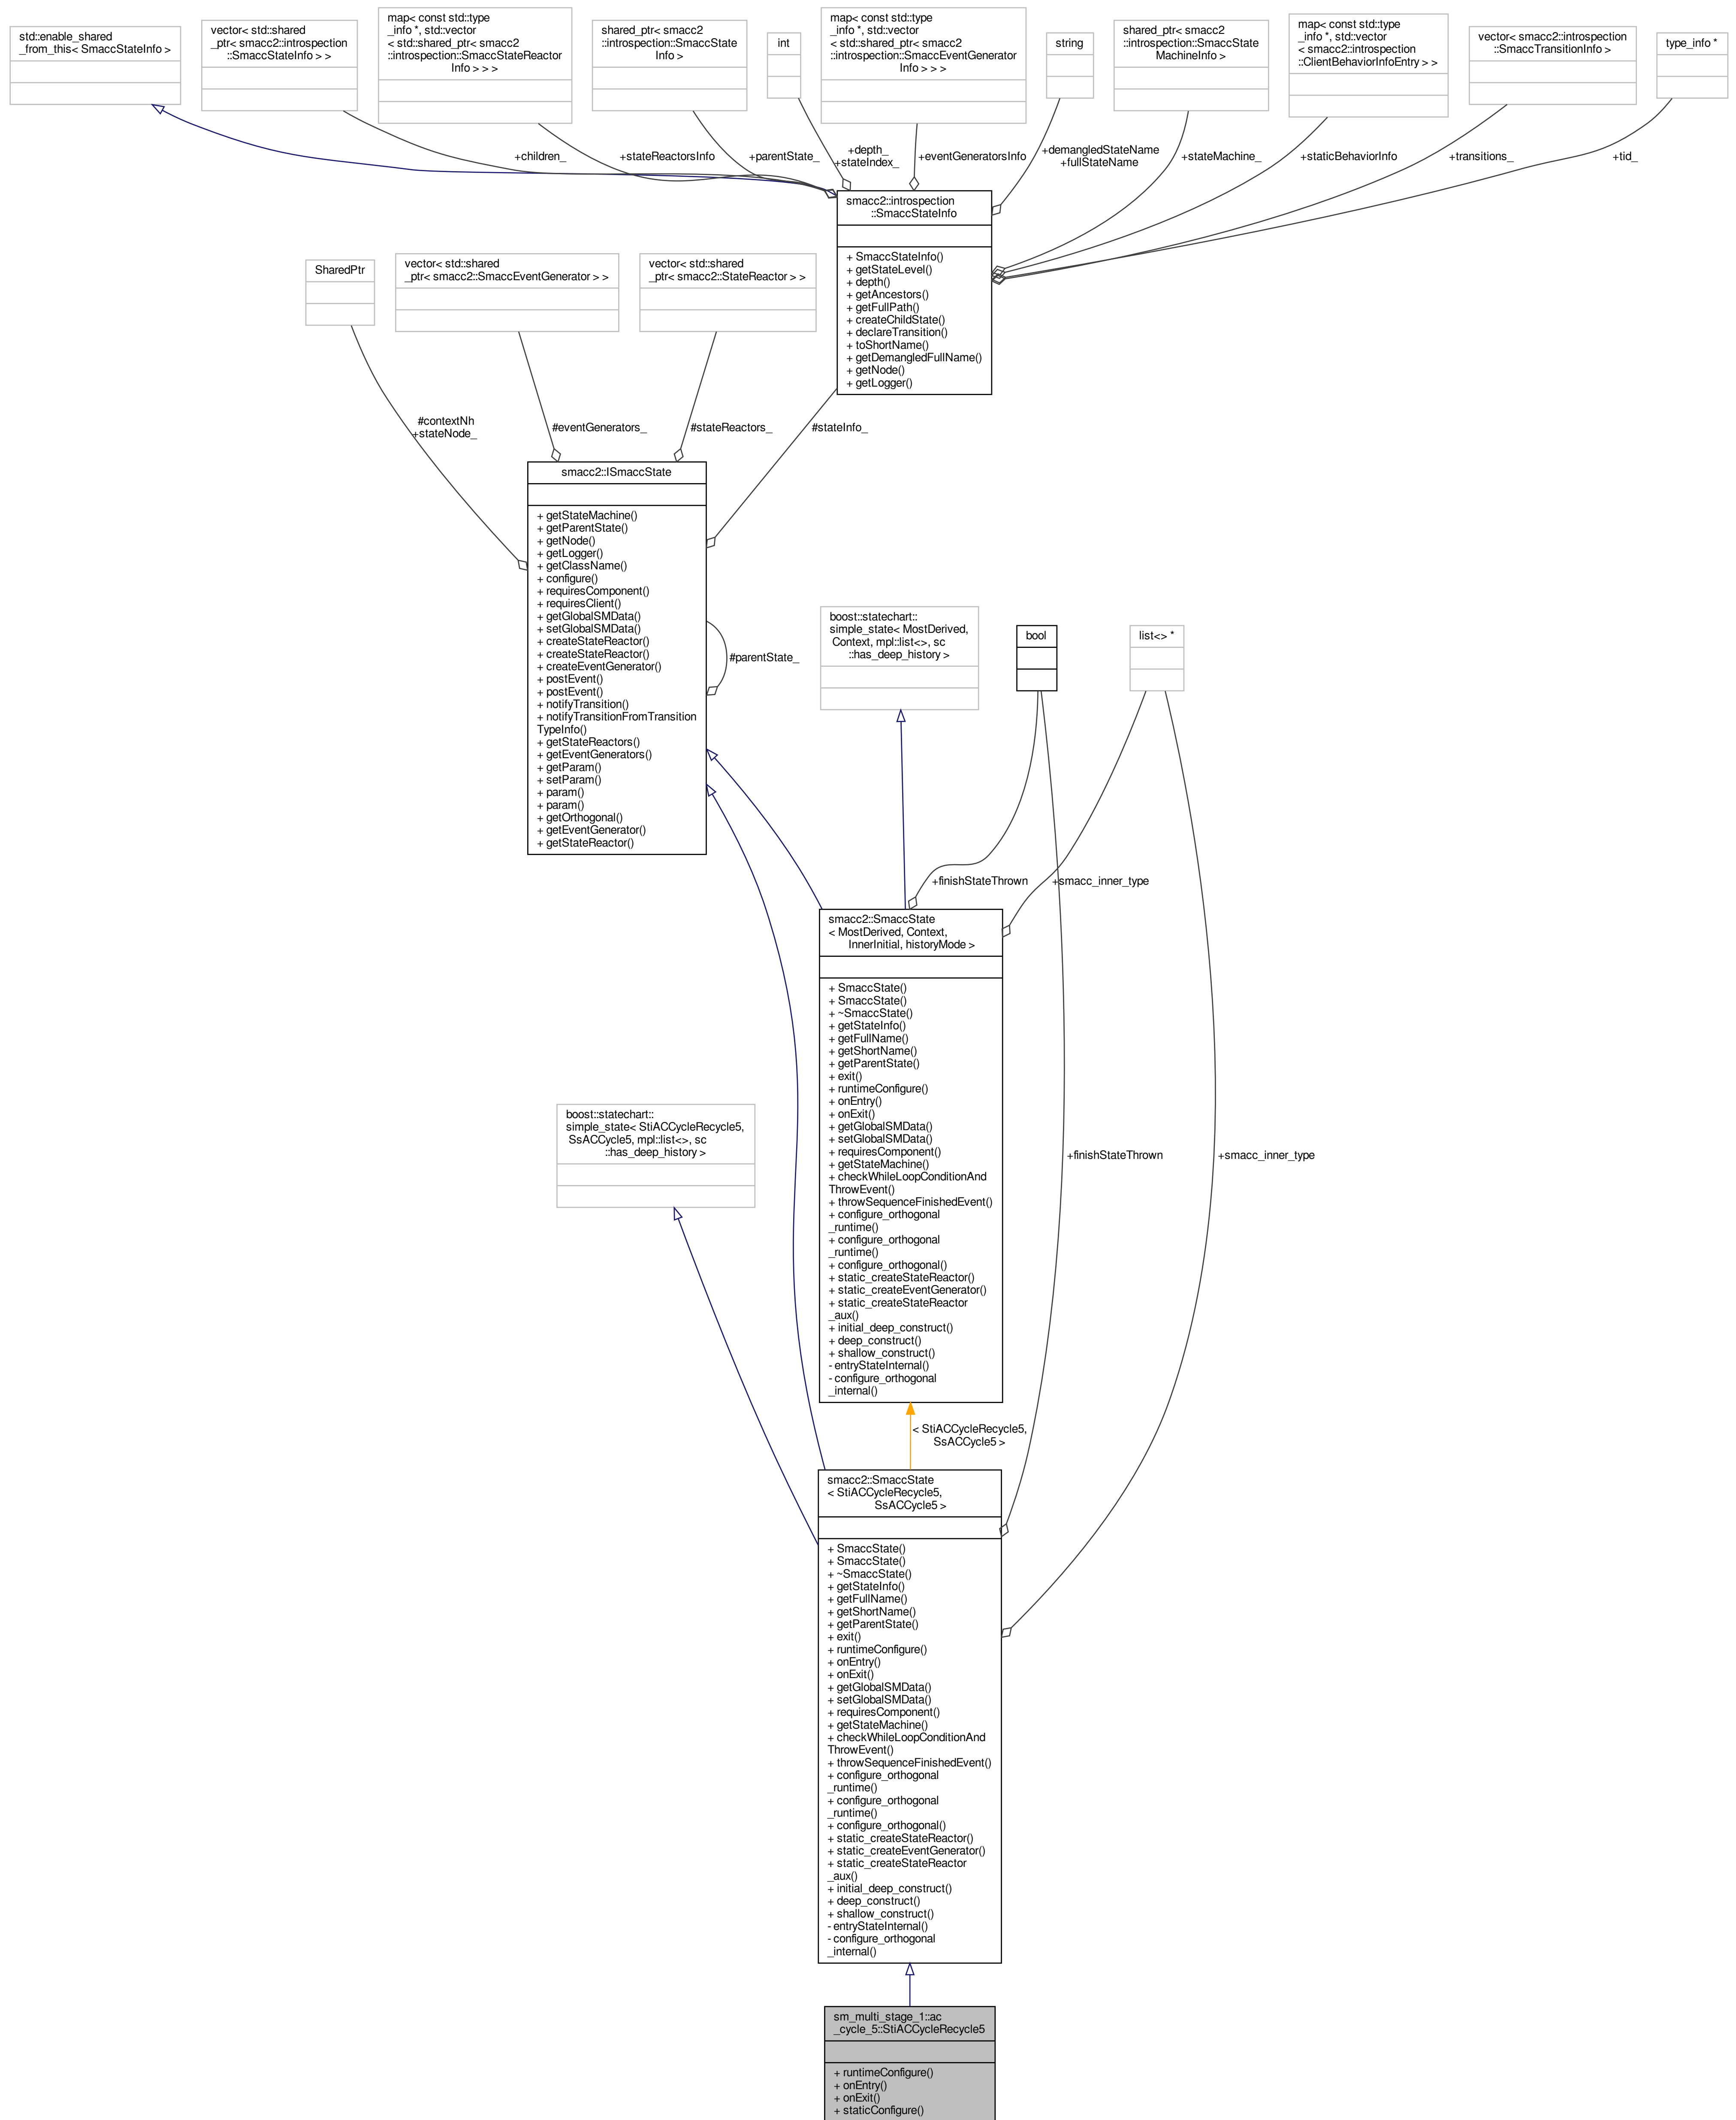 std::enable_shared
_from_this< SmaccStateInfo >
vector< std::shared
_ptr< smacc2::introspection
::SmaccStateInfo > >
map< const std::type
_info *, std::vector
< std::shared_ptr< smacc2
::introspection::SmaccStateReactor
Info > > >
shared_ptr< smacc2
::introspection::SmaccState
Info >
int
map< const std::type
_info *, std::vector
< std::shared_ptr< smacc2
::introspection::SmaccEventGenerator
Info > > >
string
shared_ptr< smacc2
::introspection::SmaccState
MachineInfo >
map< const std::type
_info *, std::vector
< smacc2::introspection
::ClientBehaviorInfoEntry > >
vector< smacc2::introspection
::SmaccTransitionInfo >
type_info *
+children_
+stateReactorsInfo
+parentState_
+depth_
+stateIndex_
+eventGeneratorsInfo
+demangledStateName
+fullStateName
+stateMachine_
+staticBehaviorInfo
+transitions_
+tid_
smacc2::introspection
::SmaccStateInfo
+ SmaccStateInfo()
+ getStateLevel()
+ depth()
+ getAncestors()
+ getFullPath()
+ createChildState()
+ declareTransition()
+ toShortName()
+ getDemangledFullName()
+ getNode()
+ getLogger()
SharedPtr
vector< std::shared
_ptr< smacc2::SmaccEventGenerator > >
vector< std::shared
_ptr< smacc2::StateReactor > >
#contextNh
+stateNode_
#eventGenerators_
#stateReactors_
#stateInfo_
smacc2::ISmaccState
+ getStateMachine()
+ getParentState()
+ getNode()
+ getLogger()
+ getClassName()
+ configure()
+ requiresComponent()
+ requiresClient()
+ getGlobalSMData()
+ setGlobalSMData()
+ createStateReactor()
+ createStateReactor()
+ createEventGenerator()
+ postEvent()
+ postEvent()
+ notifyTransition()
+ notifyTransitionFromTransition
TypeInfo()
+ getStateReactors()
+ getEventGenerators()
+ getParam()
+ setParam()
+ param()
+ param()
+ getOrthogonal()
+ getEventGenerator()
+ getStateReactor()
#parentState_
boost::statechart::
simple_state< MostDerived,
Context, mpl::list<>, sc
::has_deep_history >
bool
list<> *
+finishStateThrown
+smacc_inner_type
smacc2::SmaccState
< MostDerived, Context,
InnerInitial, historyMode >
+ SmaccState()
+ SmaccState()
+ ~SmaccState()
+ getStateInfo()
+ getFullName()
+ getShortName()
+ getParentState()
+ exit()
+ runtimeConfigure()
+ onEntry()
+ onExit()
+ getGlobalSMData()
+ setGlobalSMData()
+ requiresComponent()
+ getStateMachine()
+ checkWhileLoopConditionAnd
ThrowEvent()
+ throwSequenceFinishedEvent()
+ configure_orthogonal
_runtime()
+ configure_orthogonal
_runtime()
+ configure_orthogonal()
+ static_createStateReactor()
+ static_createEventGenerator()
+ static_createStateReactor
_aux()
+ initial_deep_construct()
+ deep_construct()
+ shallow_construct()
- entryStateInternal()
- configure_orthogonal
_internal()
boost::statechart::
simple_state< StiACCycleRecycle5,
SsACCycle5, mpl::list<>, sc
::has_deep_history >
+finishStateThrown
+smacc_inner_type
< StiACCycleRecycle5,
SsACCycle5 >
smacc2::SmaccState
< StiACCycleRecycle5,
SsACCycle5 >
+ SmaccState()
+ SmaccState()
+ ~SmaccState()
+ getStateInfo()
+ getFullName()
+ getShortName()
+ getParentState()
+ exit()
+ runtimeConfigure()
+ onEntry()
+ onExit()
+ getGlobalSMData()
+ setGlobalSMData()
+ requiresComponent()
+ getStateMachine()
+ checkWhileLoopConditionAnd
ThrowEvent()
+ throwSequenceFinishedEvent()
+ configure_orthogonal
_runtime()
+ configure_orthogonal
_runtime()
+ configure_orthogonal()
+ static_createStateReactor()
+ static_createEventGenerator()
+ static_createStateReactor
_aux()
+ initial_deep_construct()
+ deep_construct()
+ shallow_construct()
- entryStateInternal()
- configure_orthogonal
_internal()
sm_multi_stage_1::ac
_cycle_5::StiACCycleRecycle5
+ runtimeConfigure()
+ onEntry()
+ onExit()
+ staticConfigure()